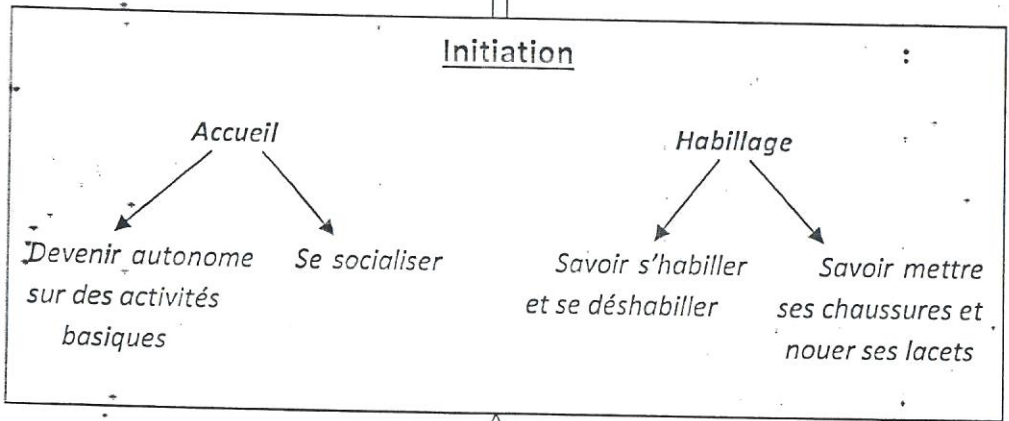 Initiation
Accueil
Habillage
Devenir autonome
sur des activités
basiques
Se socialiser
Savoir s'habiller
et se déshabiller
Savoir mettre
ses chaussures et
nouer ses lacets